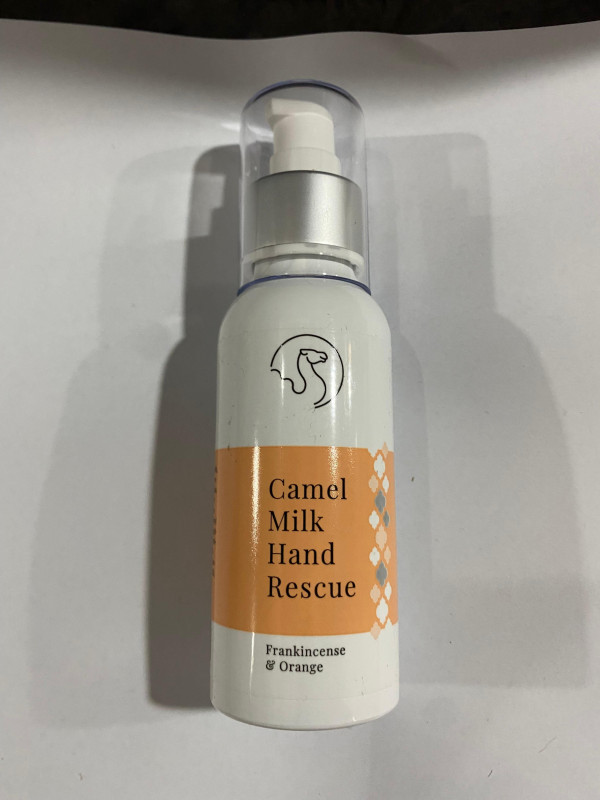 Camel
Milk
Hand
Rescue
Frankincense
& Orange